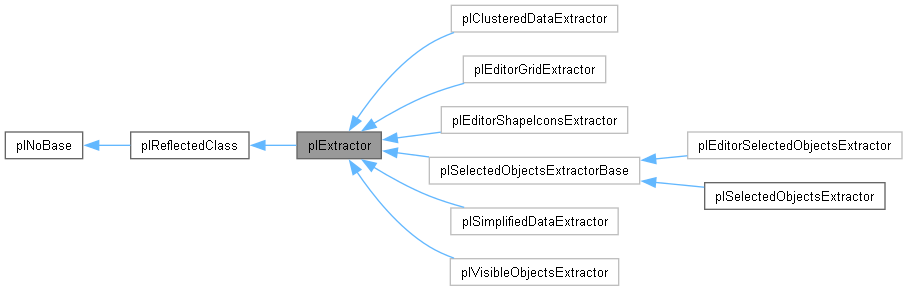 plClusteredDataExtractor
plEditorGridExtractor
plEditorShapeIconsExtractor
plNoBase
plReflectedClass
plExtractor
plEditorSelectedObjectsExtractor
plSelectedObjectsExtractorBase
plSelectedObjectsExtractor
plSimplifiedDataExtractor
plVisibleObjectsExtractor